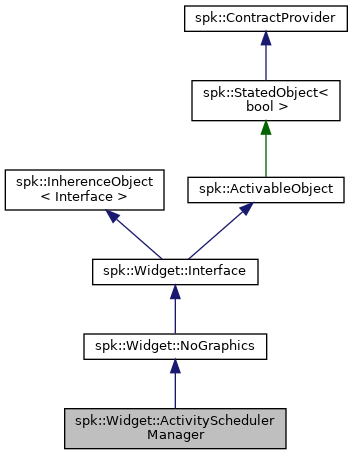 spk::ContractProvider
spk::StatedObject<
bool >
spk::InherenceObject
< Interface >
spk::ActivableObject
spk::Widget::Interface
spk::Widget::NoGraphics
spk::Widget::ActivityScheduler
Manager